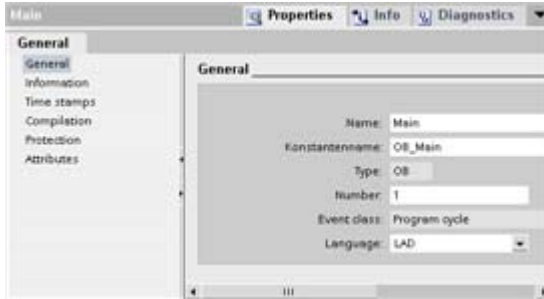 Main
Properties Info Diagnostics
General
General
Information
Time stamps
Compilation
Protection
Attributes
General
Name: Main
Konstantenname: OB_Main
Type: OB
Number: 1
Event class: Program cycle
Language: LAD